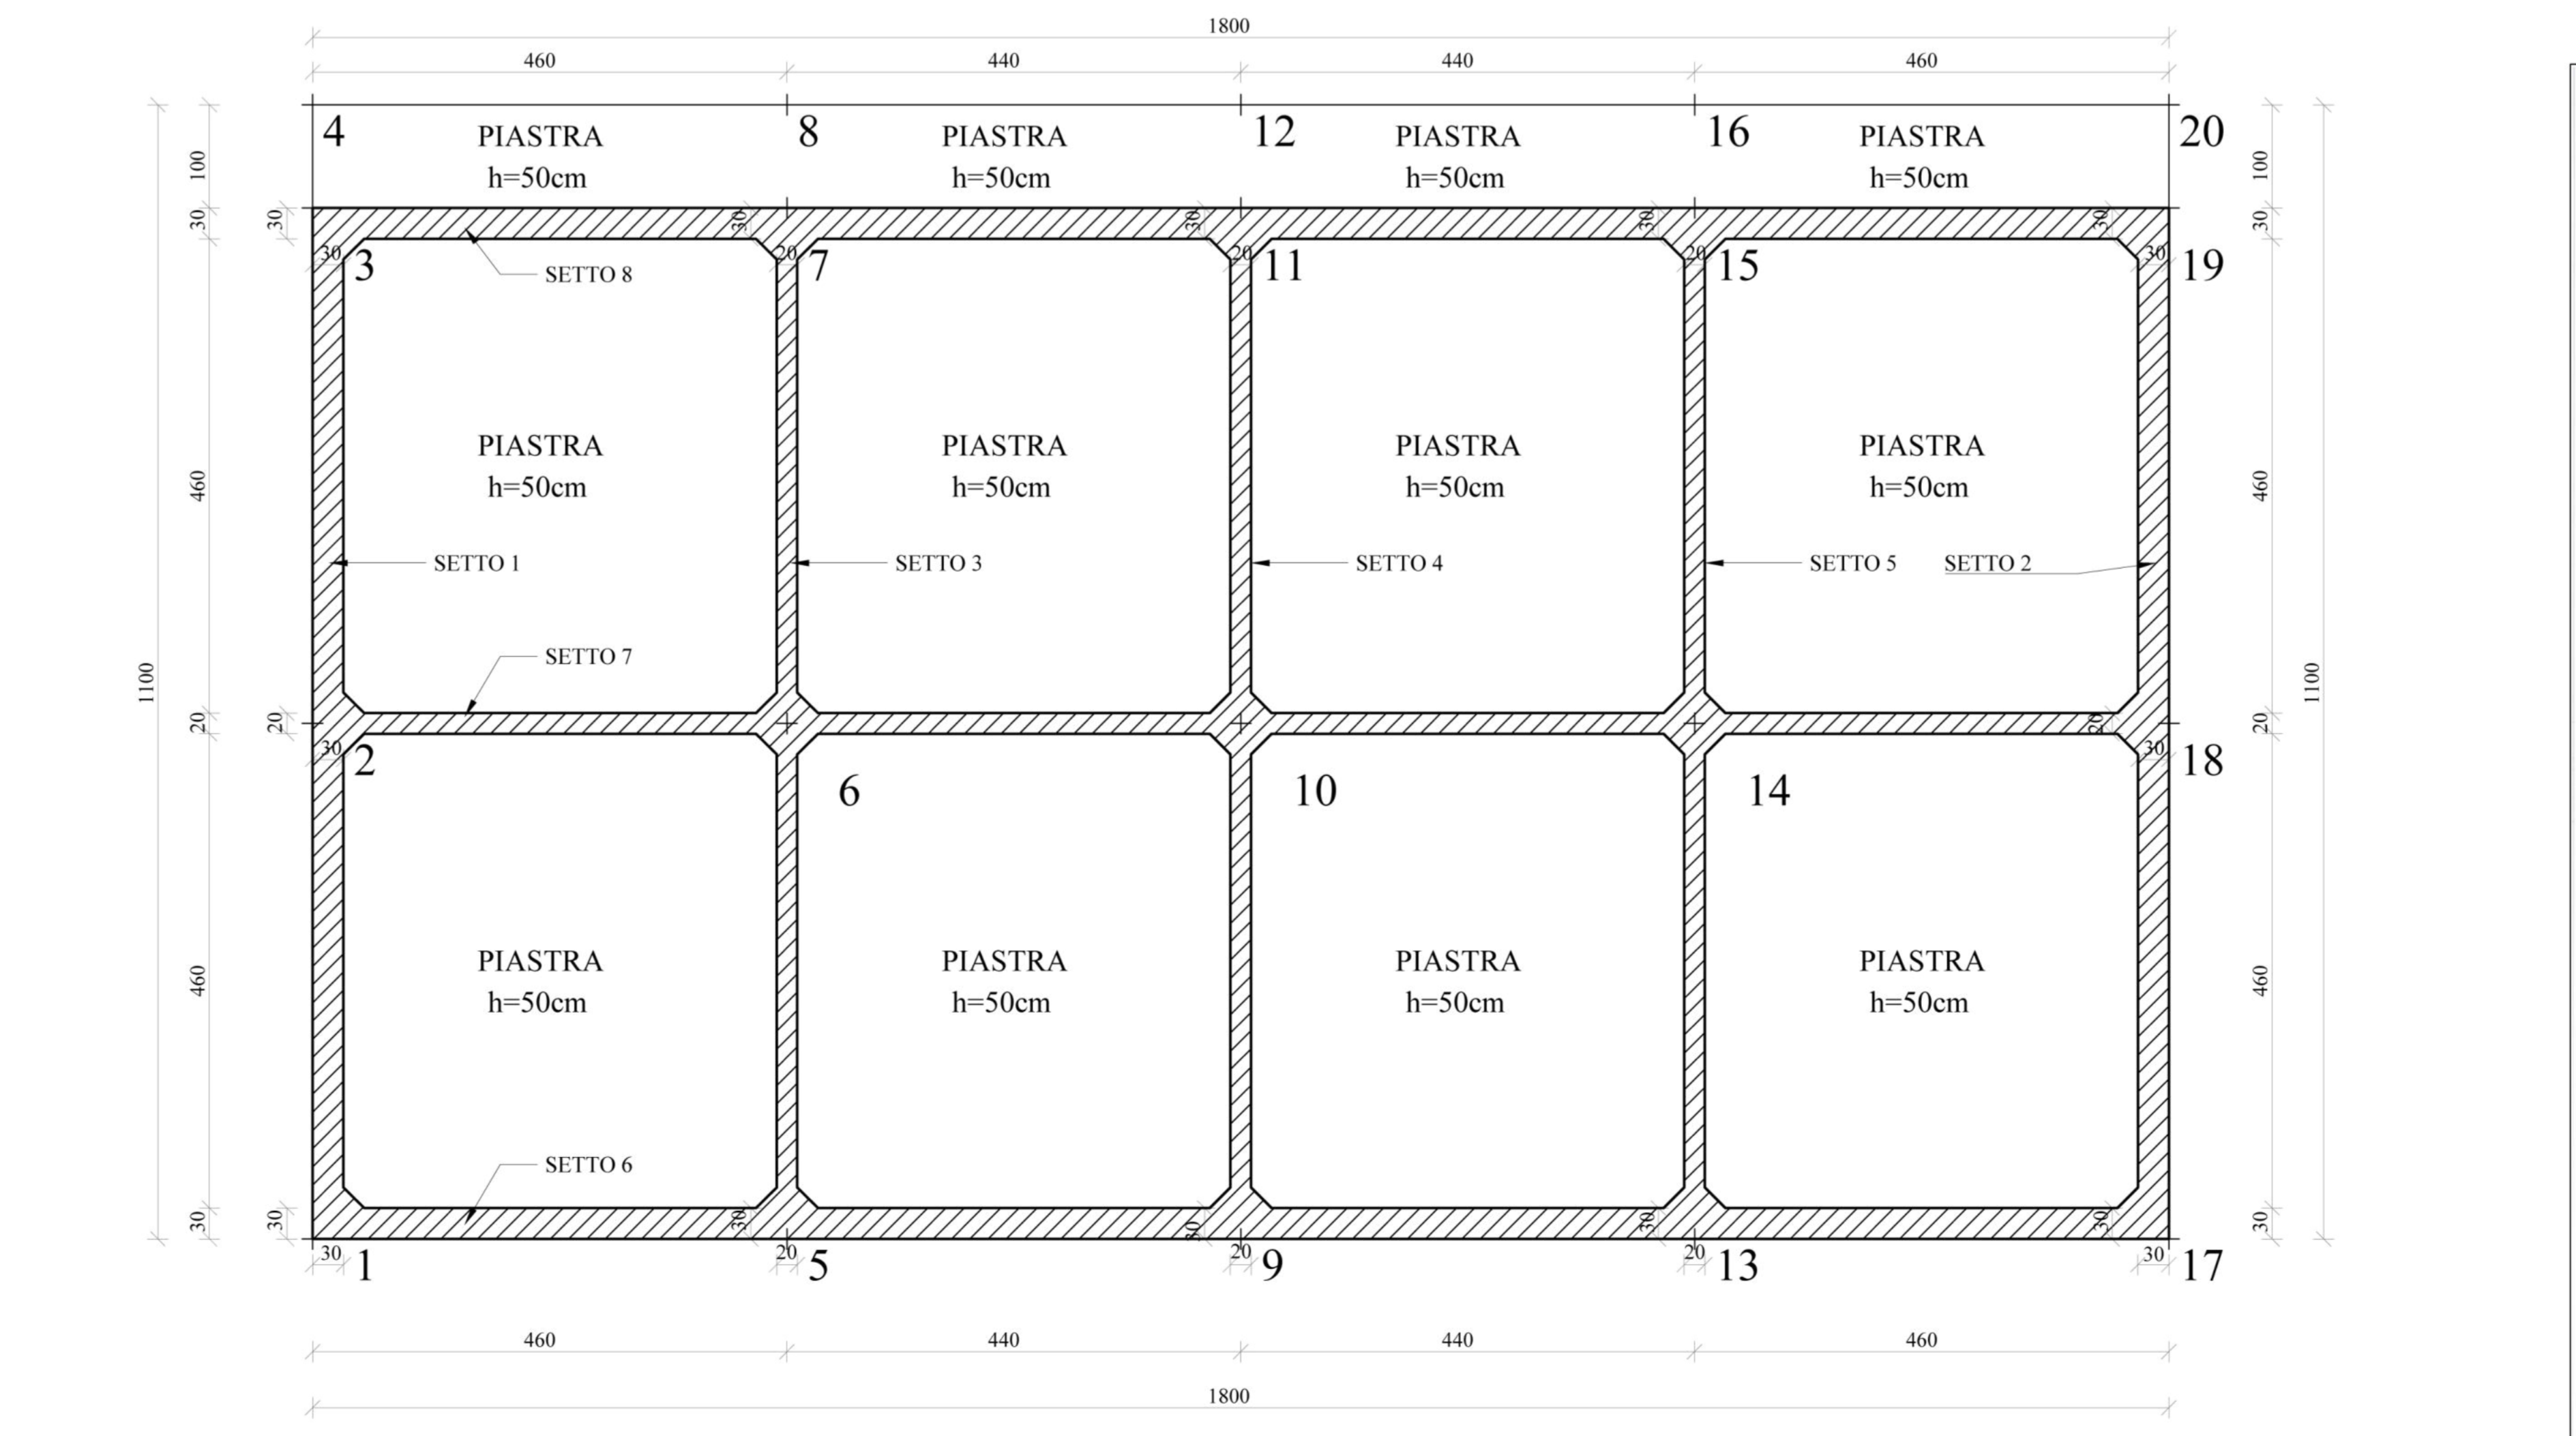 1800
460 440 440 460
4 PIASTRA 8 PIASTRA 12 PIASTRA 16 PIASTRA 20
h=50cm h=50cm h=50cm h=50cm
100 100
30 30 30 30 30 30 30
30 3 20 7 20 11 20 15 30 19
SETTO 8
PIASTRA PIASTRA PIASTRA PIASTRA
460 h=50cm h=50cm h=50cm h=50cm 460
SETTO 1 SETTO 3 SETTO 4 SETTO 5 SETTO 2
SETTO 7
1100 1100
20 20 20 20
30 2 30 18
6 10 14
PIASTRA PIASTRA PIASTRA PIASTRA
460 h=50cm h=50cm h=50cm h=50cm 460
SETTO 6
30 30 30 30 30 30 30
30 1 20 5 20 9 20 13 30 17
460 440 440 460
1800